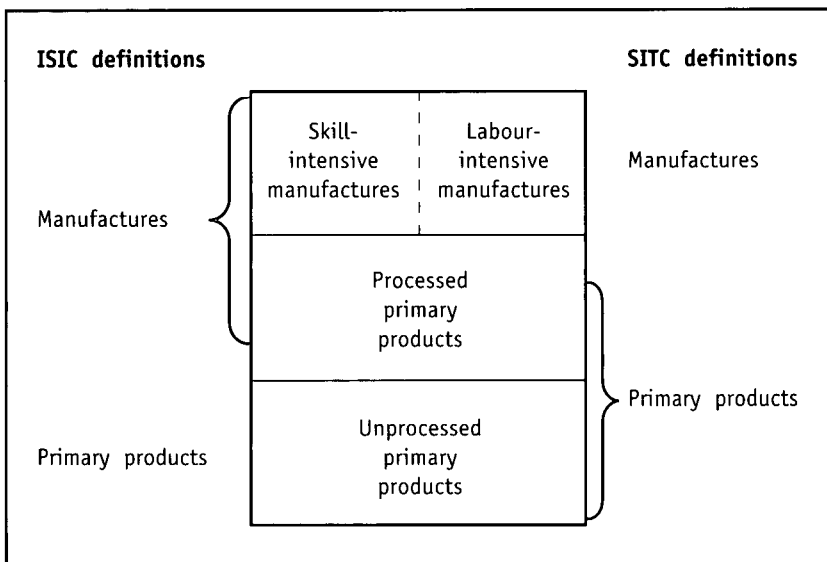 ISIC definitions
SITC definitions
Skill-
intensive
manufactures
Labour-
intensive
manufactures
Manufactures
Manufactures
Processed
primary
products
Primary products
Unprocessed
primary
products
Primary products